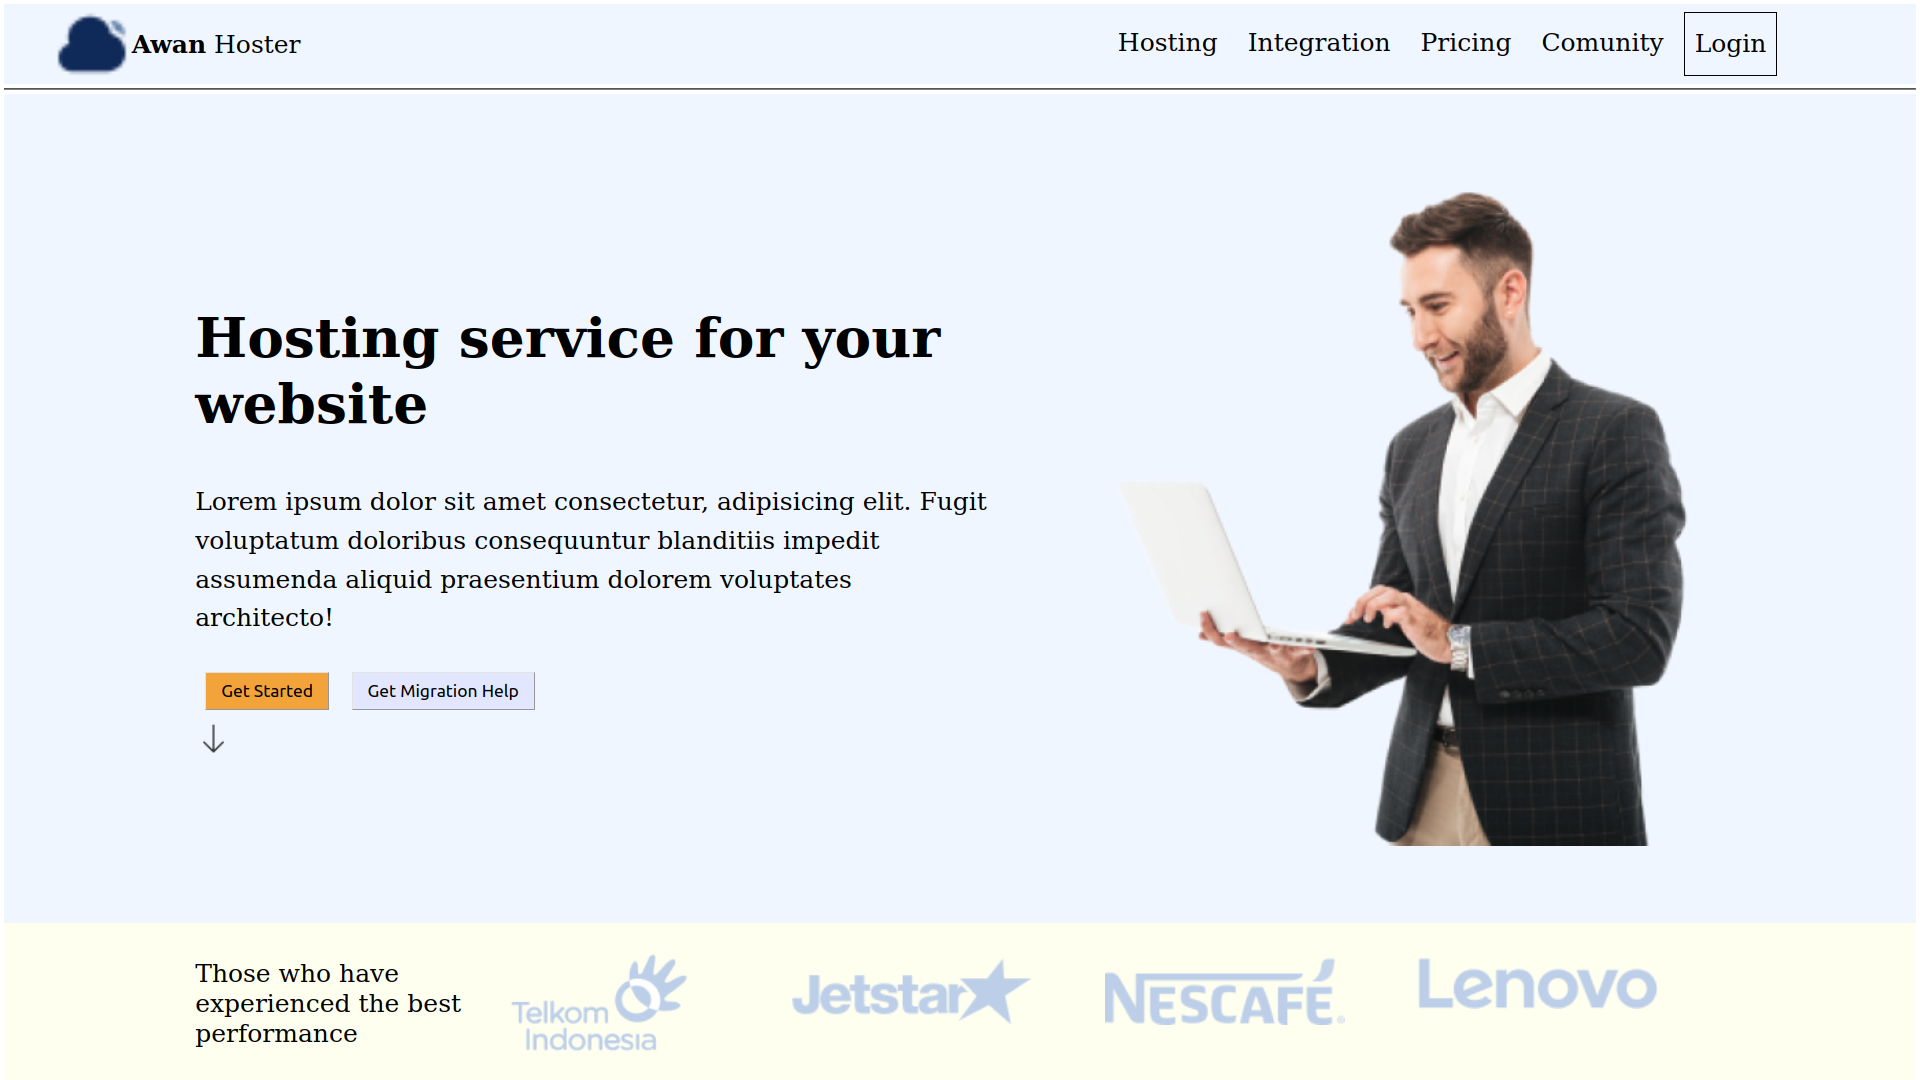 Awan Hoster
Hosting Integration Pricing Comunity Login
Hosting service for your
website
Lorem ipsum dolor sit amet consectetur, adipisicing elit. Fugit
voluptatum doloribus consequuntur blanditiis impedit
assumenda aliquid praesentium dolorem voluptates
architecto!
Get Started Get Migration Help
Those who have
experienced the best
performance
Telkom
Indonesia
Jetstar
NESCAFÉ®
Lenovo